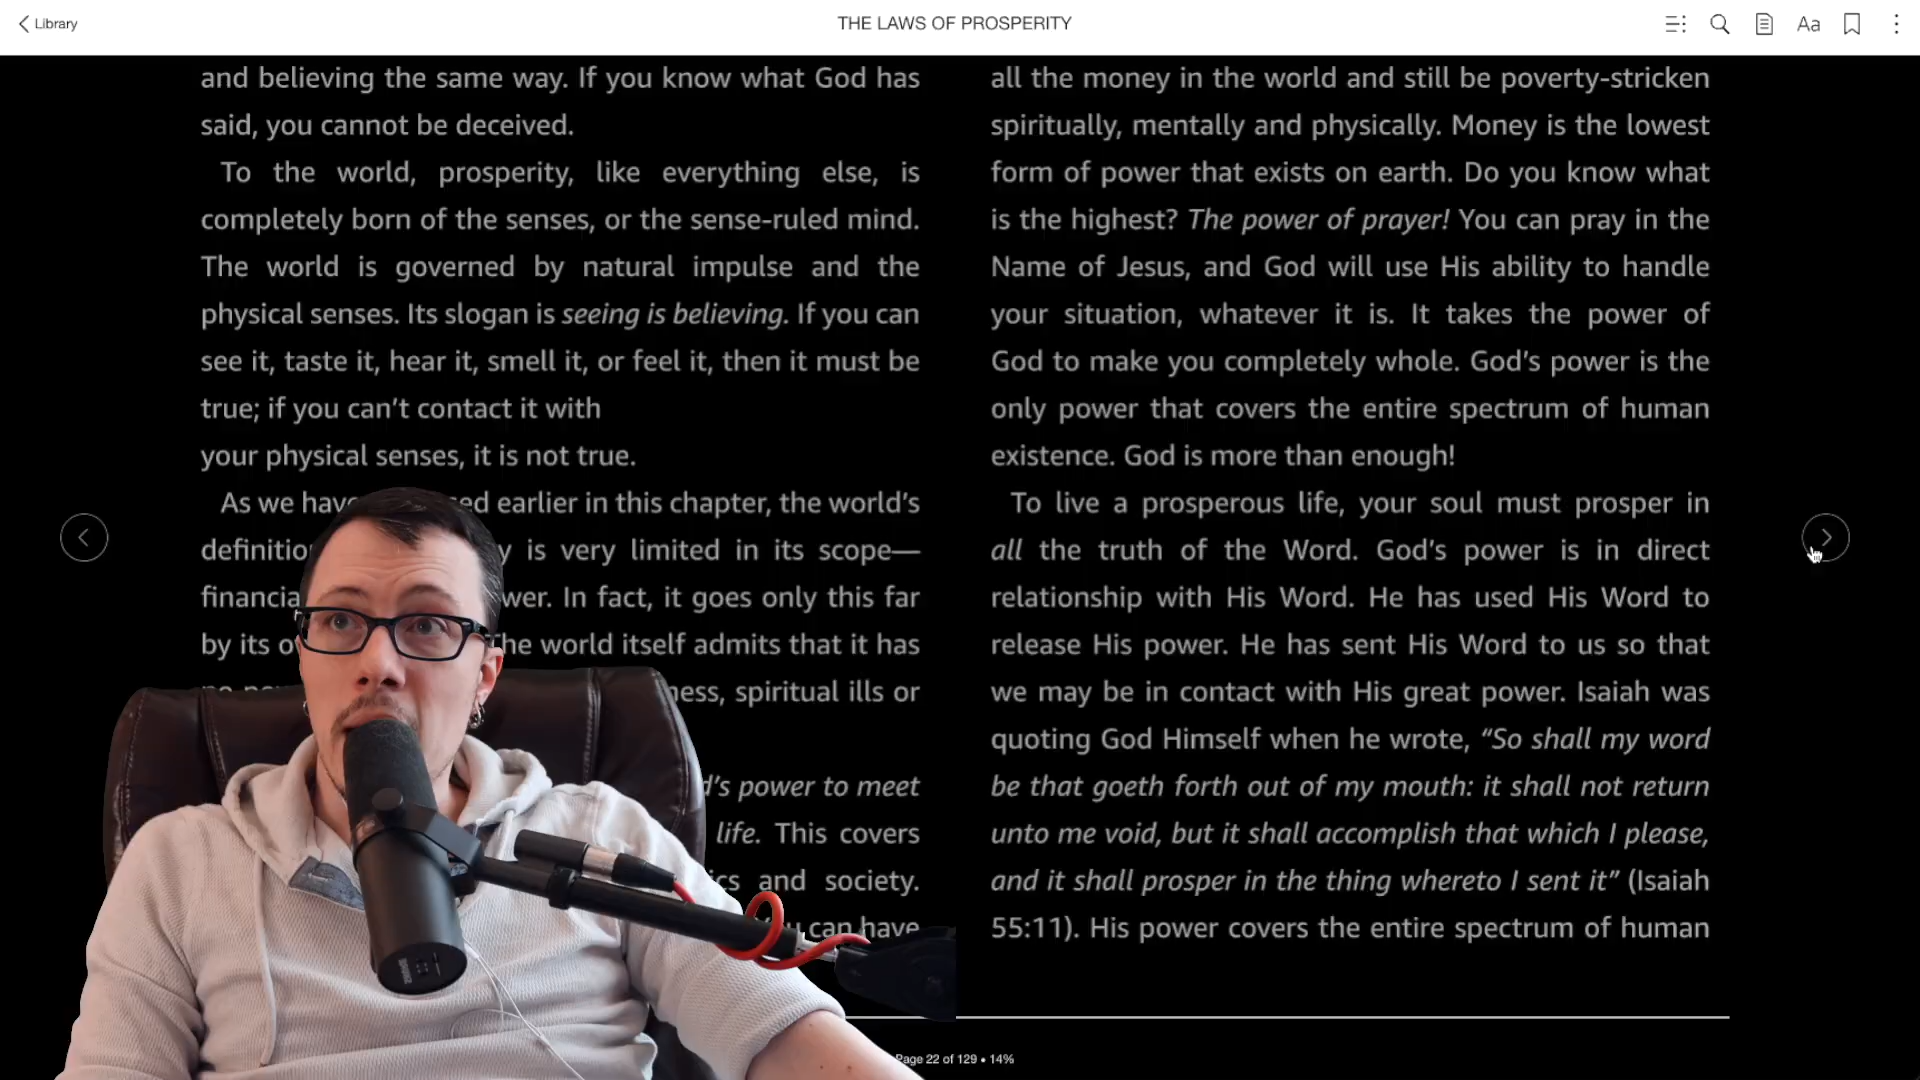 Library
THE LAWS OF PROSPERITY
Aa
and believing the same way. If you know what God has
said, you cannot be deceived.
To the world, prosperity, like everything else, is
completely born of the senses, or the sense-ruled mind.
The world is governed by natural impulse and the
physical senses. Its slogan is seeing is believing. If you can
see it, taste it, hear it, smell it, or feel it, then it must be
true; if you can’t contact it with
your physical senses, it is not true.
As we have earlier in this chapter, the world’s
is very limited in its scope—
In fact, it goes only this far
by its The world itself admits that it has
spiritual ills or
power to meet
life. This covers
and society.
can have
all the money in the world and still be poverty-stricken
spiritually, mentally and physically. Money is the lowest
form of power that exists on earth. Do you know what
is the highest? The power of prayer! You can pray in the
Name of Jesus, and God will use His ability to handle
your situation, whatever it is. It takes the power of
God to make you completely whole. God’s power is the
only power that covers the entire spectrum of human
existence. God is more than enough!
To live a prosperous life, your soul must prosper in
all the truth of the Word. God’s power is in direct
relationship with His Word. He has used His Word to
release His power. He has sent His Word to us so that
we may be in contact with His great power. Isaiah was
quoting God Himself when he wrote, “So shall my word
be that goeth forth out of my mouth: it shall not return
unto me void, but it shall accomplish that which I please,
and it shall prosper in the thing whereto I sent it” (Isaiah
55:11). His power covers the entire spectrum of human
Page 22 of 129 • 14%